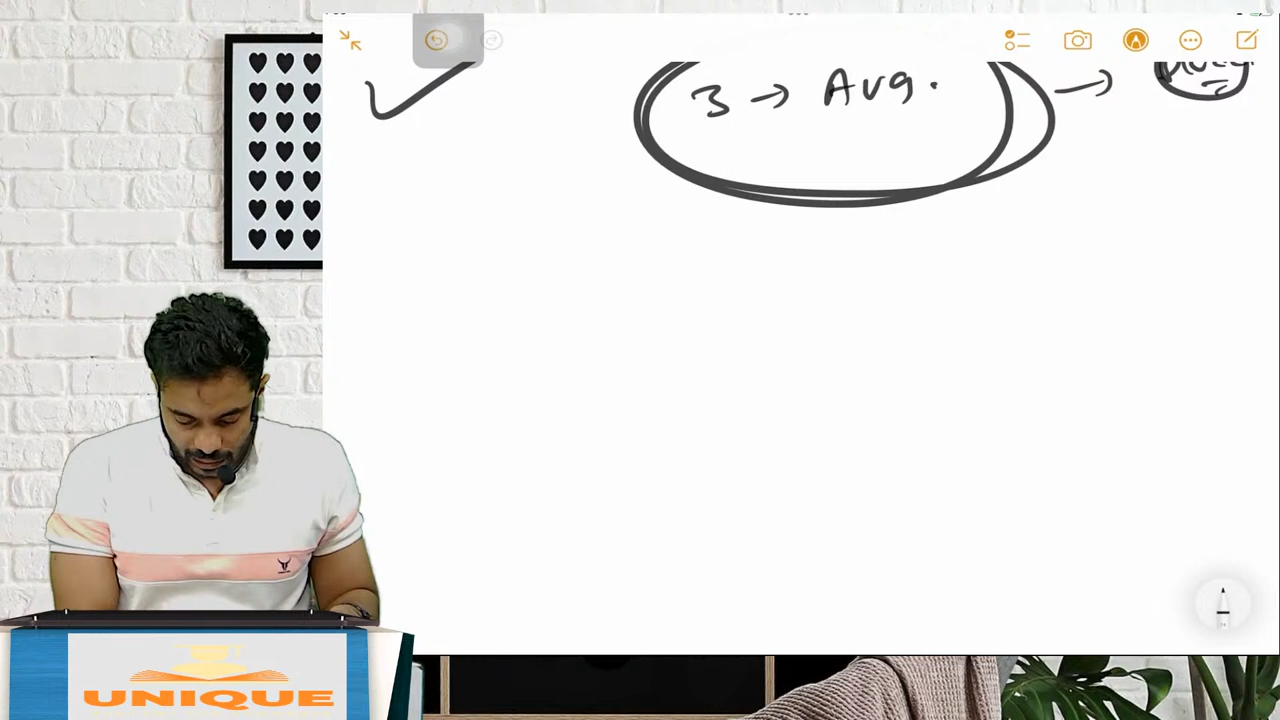 3 → Avg. →
UNIQUE